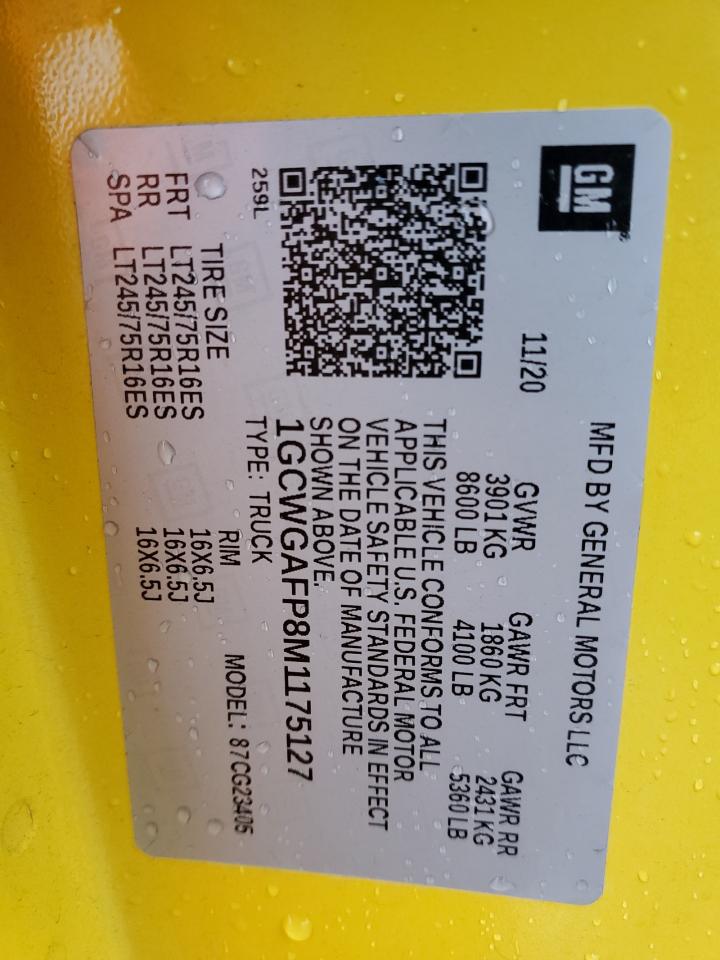 GM
MFD BY GENERAL MOTORS LLC
11/20
GVWR GAWR FRT GAWR RR
3901 KG 1860 KG 2431 KG
8600 LB 4100 LB 5360 LB
THIS VEHICLE CONFORMS TO ALL
APPLICABLE U.S. FEDERAL MOTOR
VEHICLE SAFETY STANDARDS IN EFFECT
ON THE DATE OF MANUFACTURE
SHOWN ABOVE.
1GCWGAFP8M1175127
259L
TYPE: TRUCK
MODEL: 87CG23405
TIRE SIZE RIM
FRT LT245/75R16ES 16X6.5J
RR LT245/75R16ES 16X6.5J
SPA LT245/75R16ES 16X6.5J